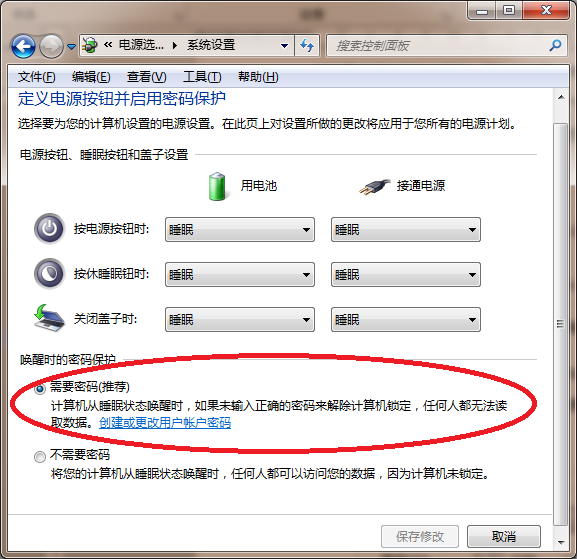 « 电源选... ▸ 系统设置
搜索控制面板
文件(F) 编辑(E) 查看(V) 工具(T) 帮助(H)
定义电源按钮并启用密码保护
选择要为您的计算机设置的电源设置。在此页上对设置所做的更改将应用于您所有的电源计划。
电源按钮、睡眠按钮和盖子设置
用电池 接通电源
按电源按钮时: 睡眠 睡眠
按休睡眠钮时: 睡眠 睡眠
关闭盖子时: 睡眠 睡眠
唤醒时的密码保护
需要密码(推荐)
计算机从睡眠状态唤醒时，如果未输入正确的密码来解除计算机锁定，任何人都无法读
取数据。创建或更改用户帐户密码
不需要密码
将您的计算机从睡眠状态唤醒时，任何人都可以访问您的数据，因为计算机未锁定。
保存修改 取消